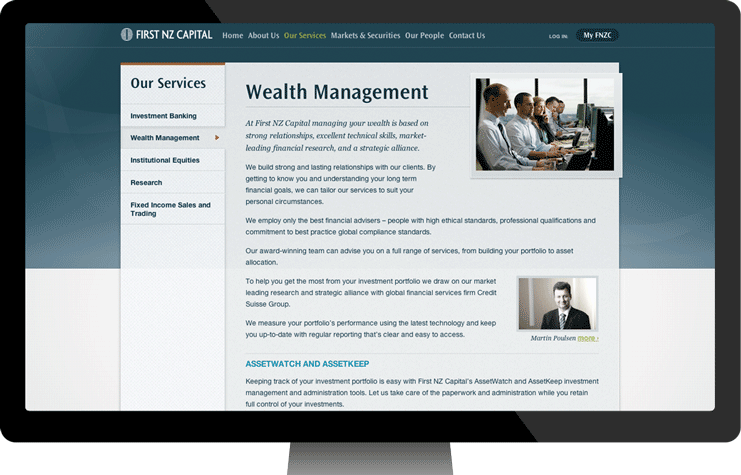 FIRST NZ CAPITAL Home About Us Our Services Markets & Securities Our People Contact Us LOG IN My FNZC
Our Services
Investment Banking
Wealth Management
Institutional Equities
Research
Fixed Income Sales and
Trading
Wealth Management
At First NZ Capital managing your wealth is based on
strong relationships, excellent technical skills, market-
leading financial research, and a strategic alliance.
We build strong and lasting relationships with our clients. By
getting to know you and understanding your long term
financial goals, we can tailor our services to suit your
personal circumstances.
We employ only the best financial advisers – people with high ethical standards, professional qualifications and
commitment to best practice global compliance standards.
Our award-winning team can advise you on a full range of services, from building your portfolio to asset
allocation.
To help you get the most from your investment portfolio we draw on our market
leading research and strategic alliance with global financial services firm Credit
Suisse Group.
We measure your portfolio's performance using the latest technology and keep
you up-to-date with regular reporting that's clear and easy to access.
Martin Poulsen more ›
ASSETWATCH AND ASSETKEEP
Keeping track of your investment portfolio is easy with First NZ Capital's AssetWatch and AssetKeep investment
management and administration tools. Let us take care of the paperwork and administration while you retain
full control of your investments.